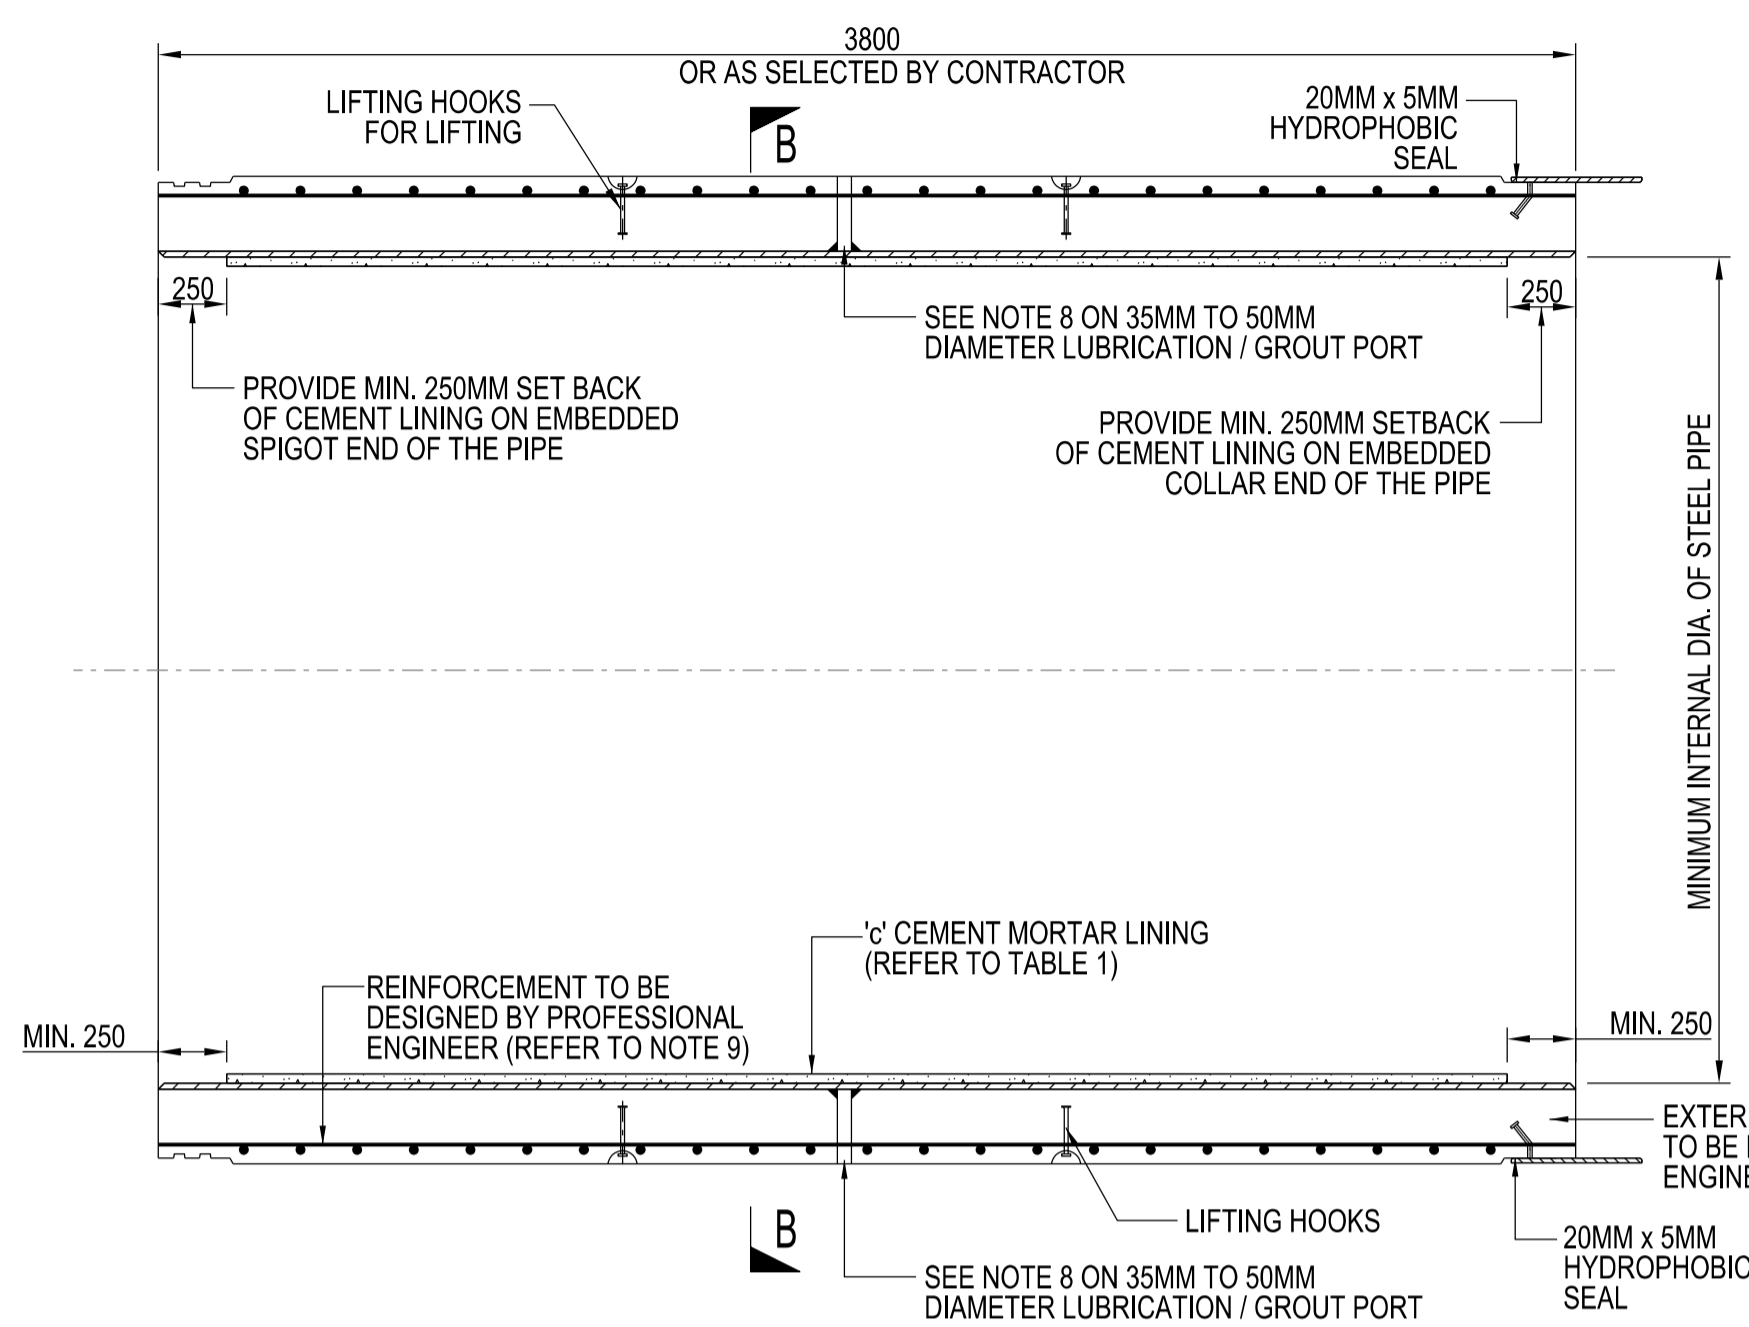 3800
OR AS SELECTED BY CONTRACTOR
LIFTING HOOKS
FOR LIFTING
B
20MM x 5MM
HYDROPHOBIC
SEAL
250
250
SEE NOTE 8 ON 35MM TO 50MM
DIAMETER LUBRICATION / GROUT PORT
PROVIDE MIN. 250MM SET BACK
OF CEMENT LINING ON EMBEDDED
SPIGOT END OF THE PIPE
PROVIDE MIN. 250MM SETBACK
OF CEMENT LINING ON EMBEDDED
COLLAR END OF THE PIPE
MINIMUM INTERNAL DIA. OF STEEL PIPE
'c' CEMENT MORTAR LINING
(REFER TO TABLE 1)
REINFORCEMENT TO BE
DESIGNED BY PROFESSIONAL
ENGINEER (REFER TO NOTE 9)
MIN. 250
MIN. 250
EXTER
TO BE
ENGINE
LIFTING HOOKS
B
20MM x 5MM
HYDROPHOBIC
SEAL
SEE NOTE 8 ON 35MM TO 50MM
DIAMETER LUBRICATION / GROUT PORT